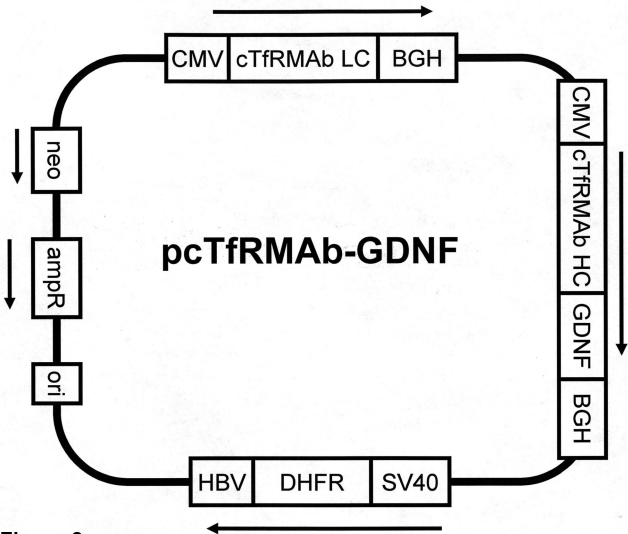 CMV cTfRMAb LC BGH
CMV cTfRMAb HC GDNF BGH
neo
ampR
ori
pcTfRMAb-GDNF
HBV DHFR SV40